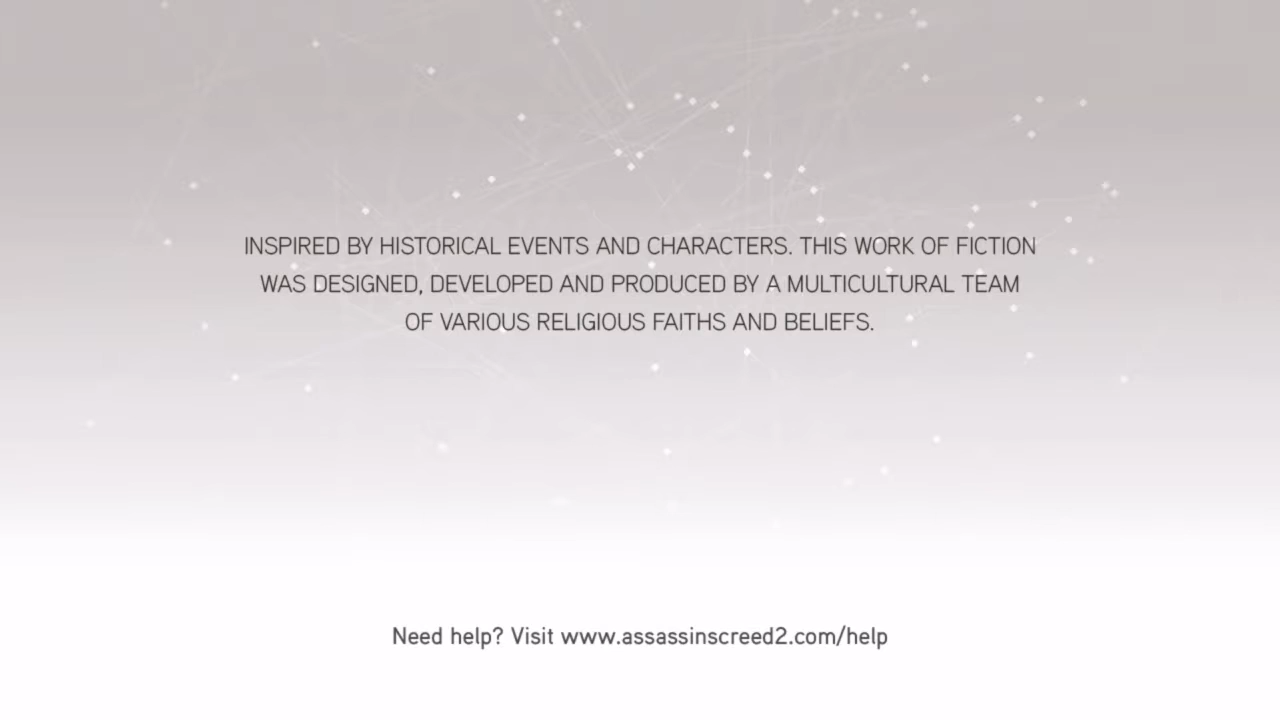 INSPIRED BY HISTORICAL EVENTS AND CHARACTERS. THIS WORK OF FICTION
WAS DESIGNED, DEVELOPED AND PRODUCED BY A MULTICULTURAL TEAM
OF VARIOUS RELIGIOUS FAITHS AND BELIEFS.
Need help? Visit www.assassinscreed2.com/help